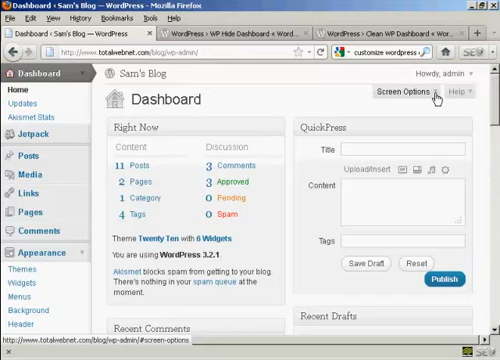 Dashboard ‹ Sam's Blog — WordPress - Mozilla Firefox
File Edit View History Bookmarks Tools Help
Dashboard ‹ Sam's Blog — WordPress
WordPress › WP Hide Dashboard « Word...
WordPress › Clean WP Dashboard « Wor...
http://www.totalwebnet.com/blog/wp-admin/
customize wordpress
Sam's Blog
Howdy, admin
Screen Options
Help
Dashboard
Dashboard
Home
Updates
Akismet Stats
Jetpack
Posts
Media
Links
Pages
Comments
Appearance
Themes
Widgets
Menus
Background
Header
Right Now
Content
Discussion
11 Posts
3 Comments
2 Pages
3 Approved
1 Category
0 Pending
4 Tags
0 Spam
Theme Twenty Ten with 6 Widgets
You are using WordPress 3.2.1.
Akismet blocks spam from getting to your blog.
There's nothing in your spam queue at the
moment.
Recent Comments
QuickPress
Title
Upload/Insert
Content
Tags
Save Draft
Reset
Publish
Recent Drafts
http://www.totalwebnet.com/blog/wp-admin/#screen-options